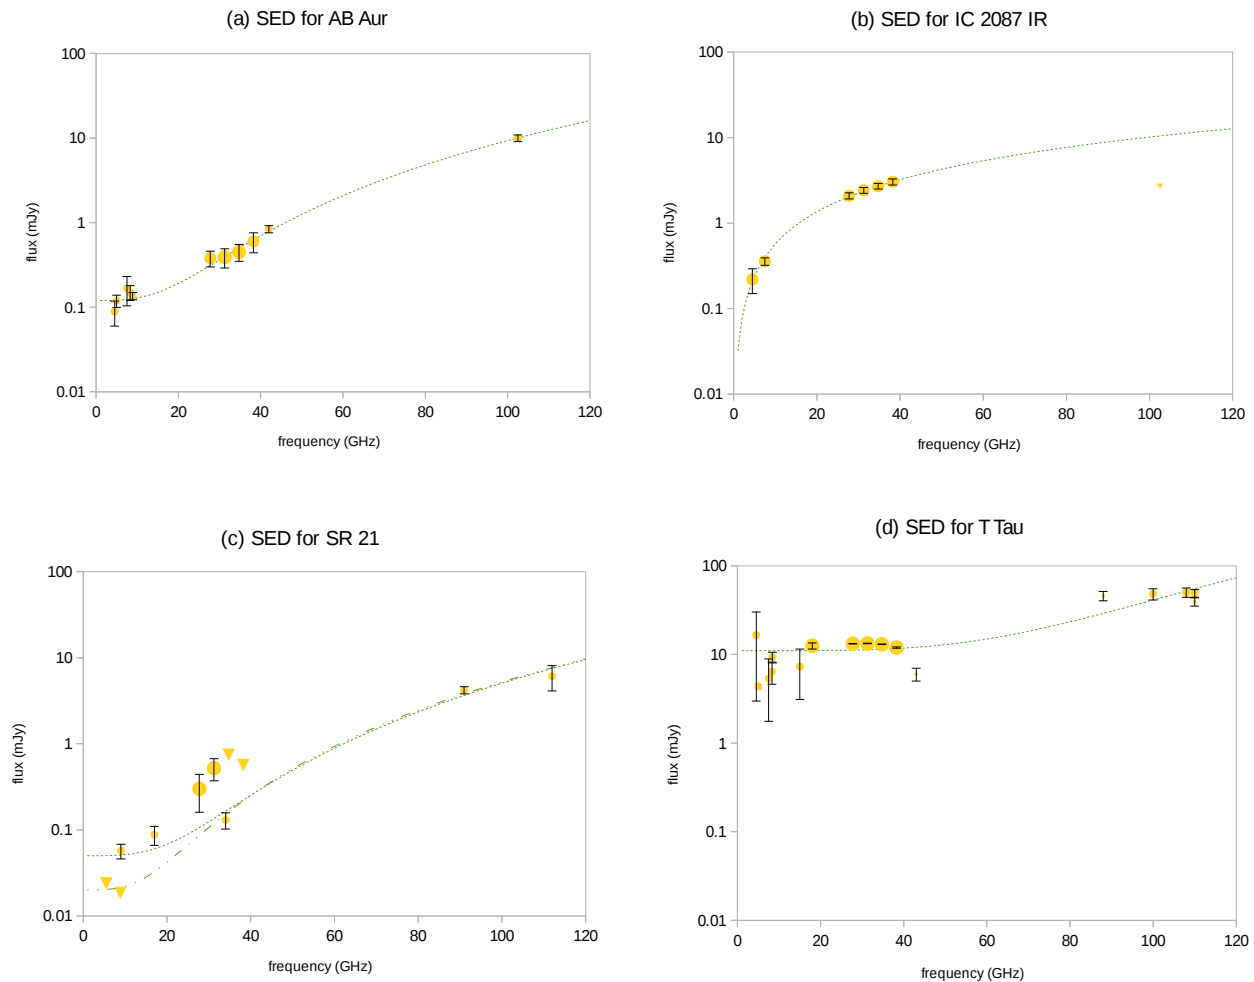 (a) SED for AB Aur
100
10
1
0.1
0.01
flux (mJy)
0 20 40 60 80 100 120
frequency (GHz)
(b) SED for IC 2087 IR
100
10
1
0.1
0.01
flux (mJy)
0 20 40 60 80 100 120
frequency (GHz)
(c) SED for SR 21
100
10
1
0.1
0.01
flux (mJy)
0 20 40 60 80 100 120
frequency (GHz)
(d) SED for T Tau
100
10
1
0.1
0.01
flux (mJy)
0 20 40 60 80 100 120
frequency (GHz)